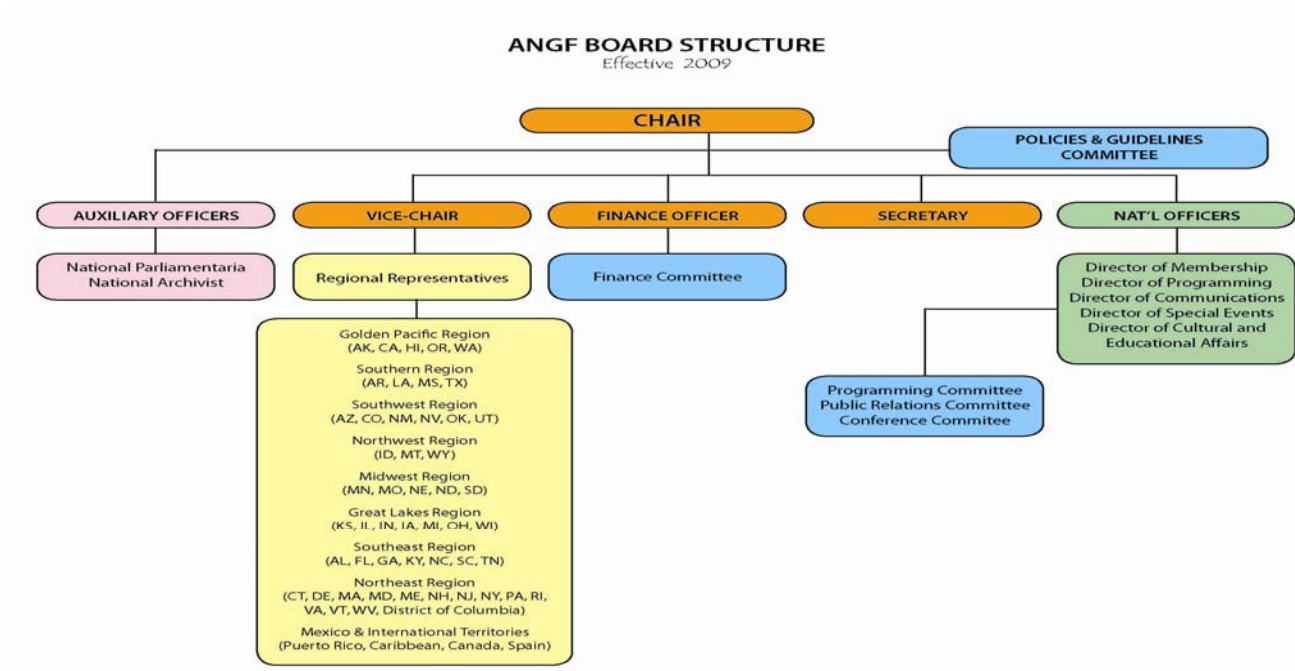 ANGF BOARD STRUCTURE
Effective 2009
CHAIR
POLICIES & GUIDELINES
COMMITTEE
AUXILIARY OFFICERS
VICE-CHAIR
FINANCE OFFICER
SECRETARY
NAT'L OFFICERS
National Parliamentaria
National Archivist
Regional Representatives
Finance Committee
Director of Membership
Director of Programming
Director of Communications
Director of Special Events
Director of Cultural and
Educational Affairs
Golden Pacific Region
(AK, CA, HI, OR, WA)
Southern Region
(AR, LA, MS, TX)
Southwest Region
(AZ, CO, NM, NV, OK, UT)
Northwest Region
(ID, MT, WY)
Midwest Region
(MN, MO, NE, ND, SD)
Great Lakes Region
(KS, IL, IN, IA, MI, OH, WI)
Southeast Region
(AL, FL, GA, KY, NC, SC, TN)
Northeast Region
(CT, DE, MA, MD, ME, NH, NJ, NY, PA, RI,
VA, VT, WV, District of Columbia)
Mexico & International Territories
(Puerto Rico, Caribbean, Canada, Spain)
Programming Committee
Public Relations Committee
Conference Commitee